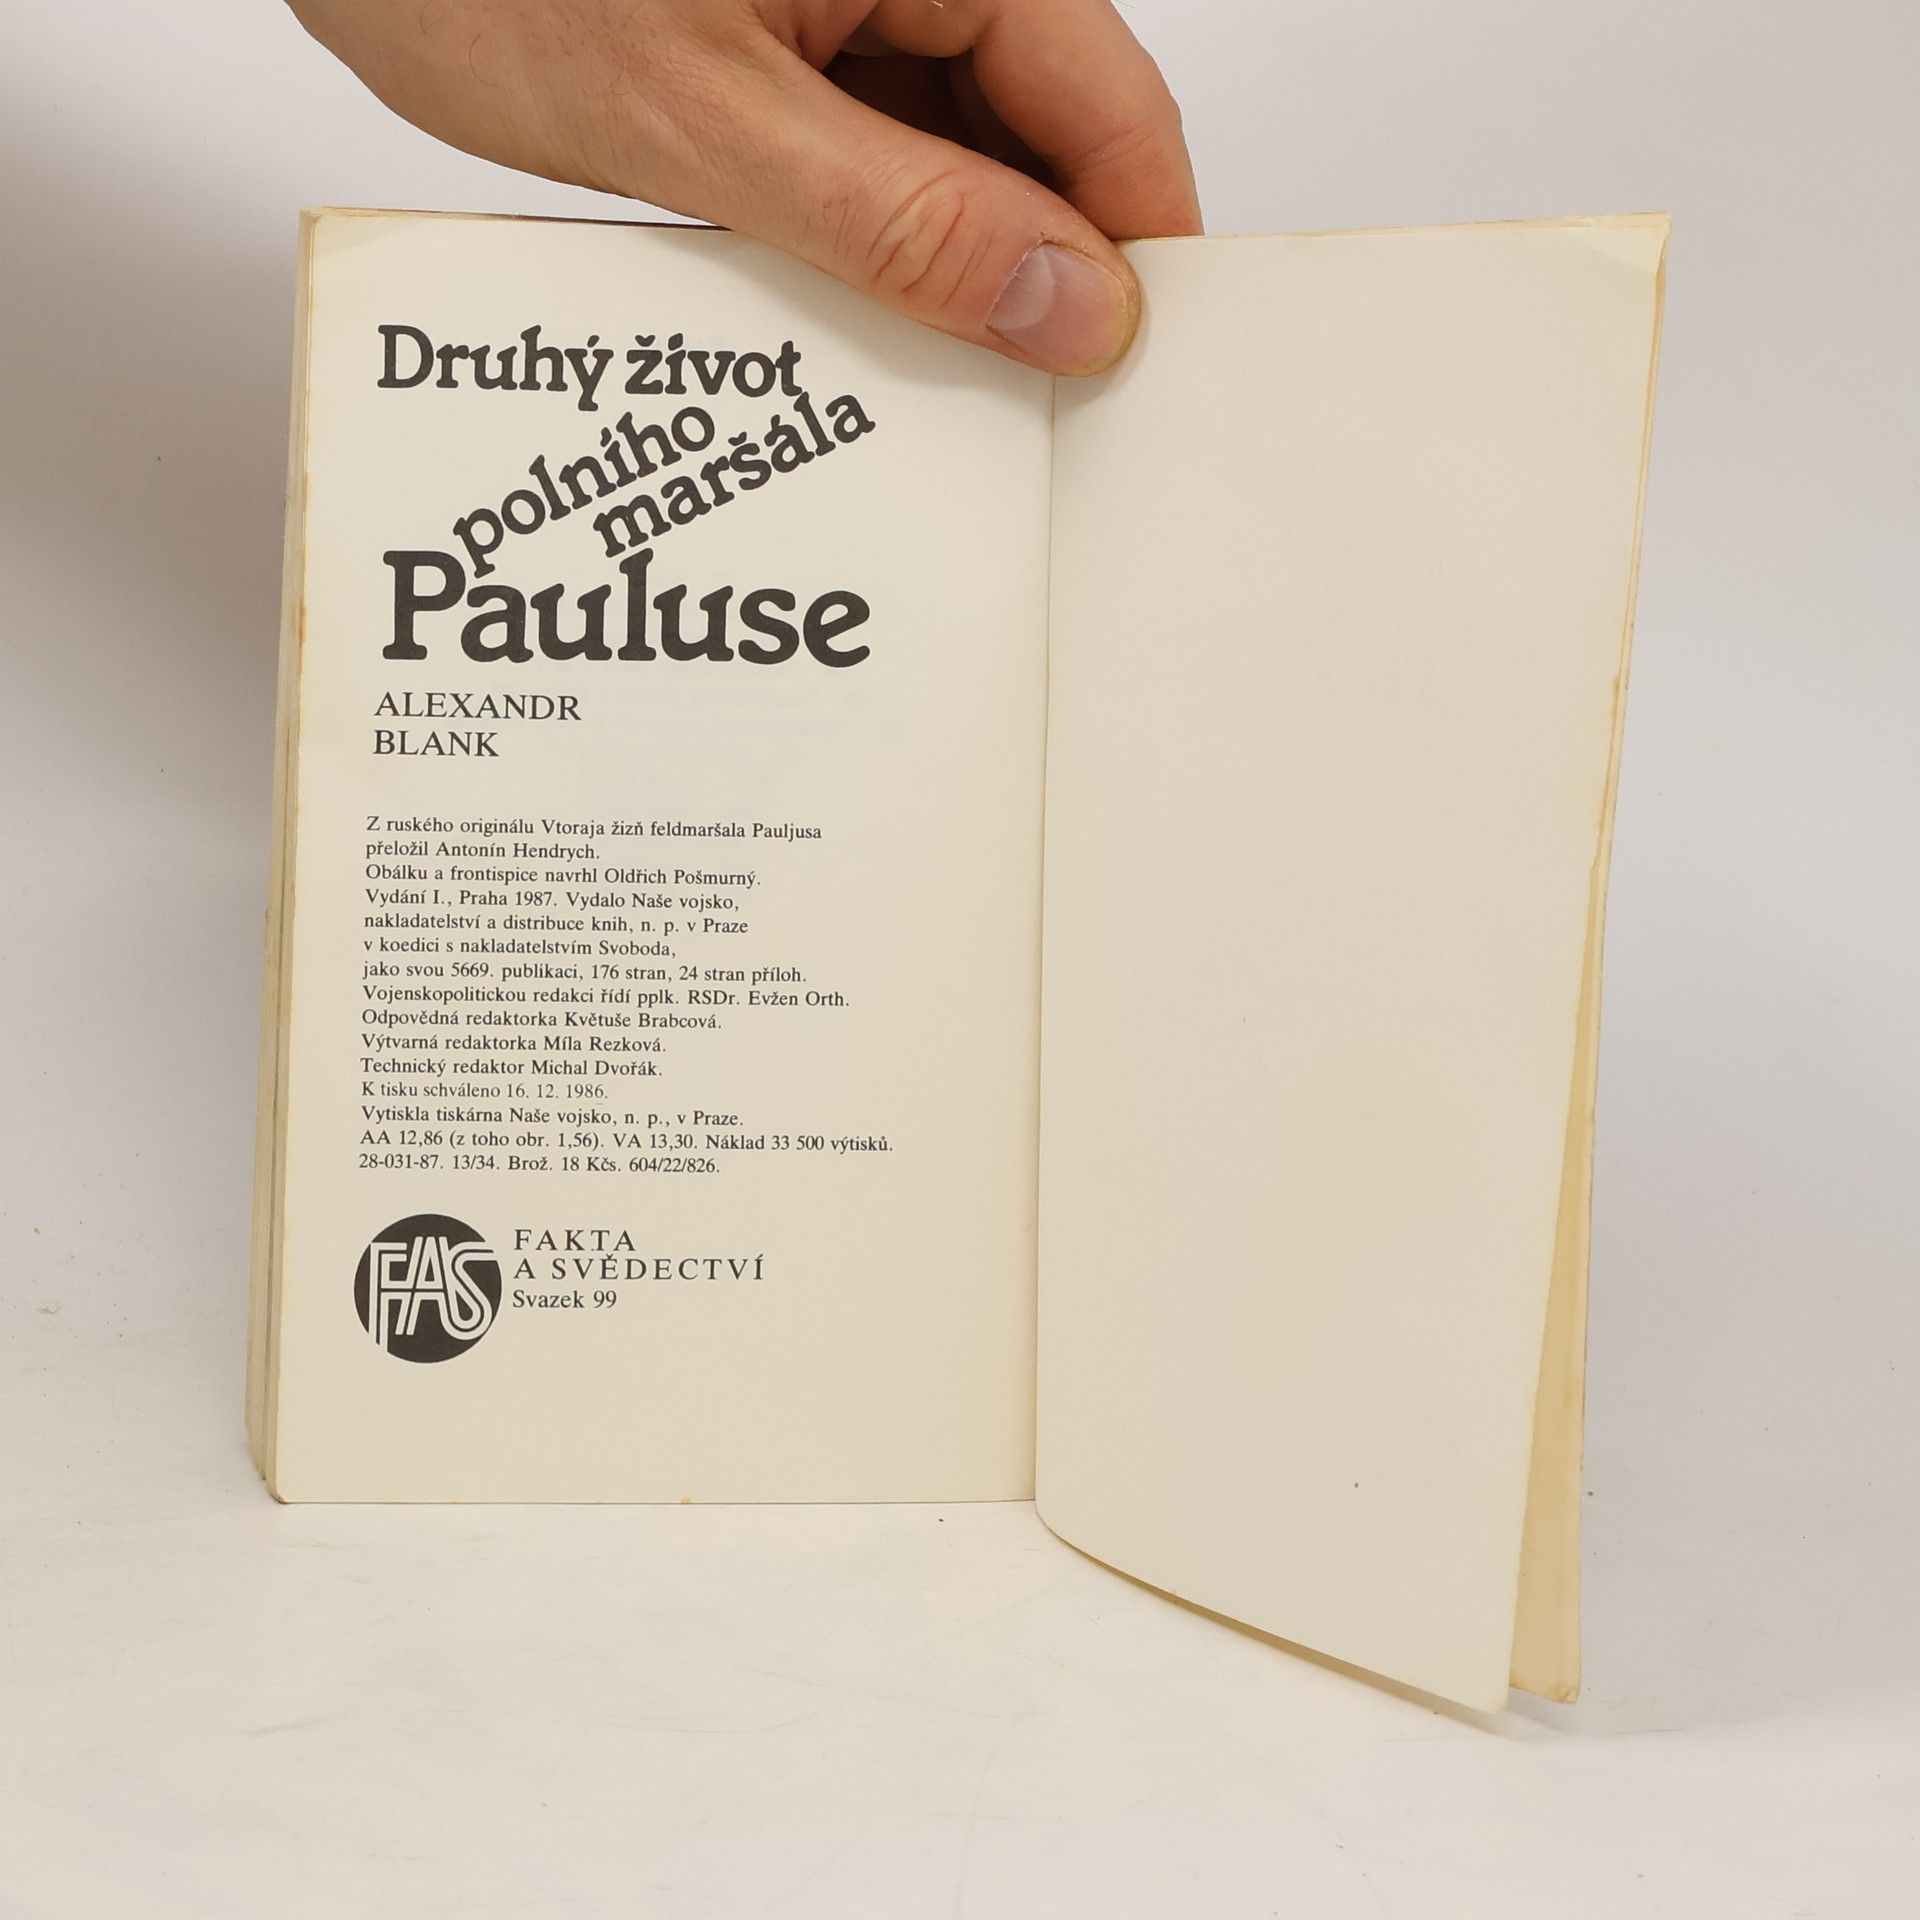 Druhý život
polního
maršála
Pauluse
ALEXANDR
BLANK
Z ruského originálu Vtoraja žizň feldmaršala Pauljusa
přeložil Antonín Hendrych.
Obálku a frontispice navrhl Oldřich Pošmurný.
Vydání I., Praha 1987. Vydalo Naše vojsko,
nakladatelství a distribuce knih, n. p. v Praze
v koedici s nakladatelstvím Svoboda,
jako svou 5669. publikaci, 176 stran, 24 stran příloh.
Vojenskopolitickou redakci řídí pplk. RSDr. Evžen Orth.
Odpovědná redaktorka Květuše Brabcová.
Výtvarná redaktorka Míla Rezková.
Technický redaktor Michal Dvořák.
K tisku schváleno 16. 12. 1986.
Vytiskla tiskárna Naše vojsko, n. p., v Praze.
AA 12,86 (z toho obr. 1,56). VA 13,30. Náklad 33 500 výtisků.
28-031-87. 13/34. Brož. 18 Kčs. 604/22/826.
FAS
FAKTA
A SVĚDECTVÍ
Svazek 99